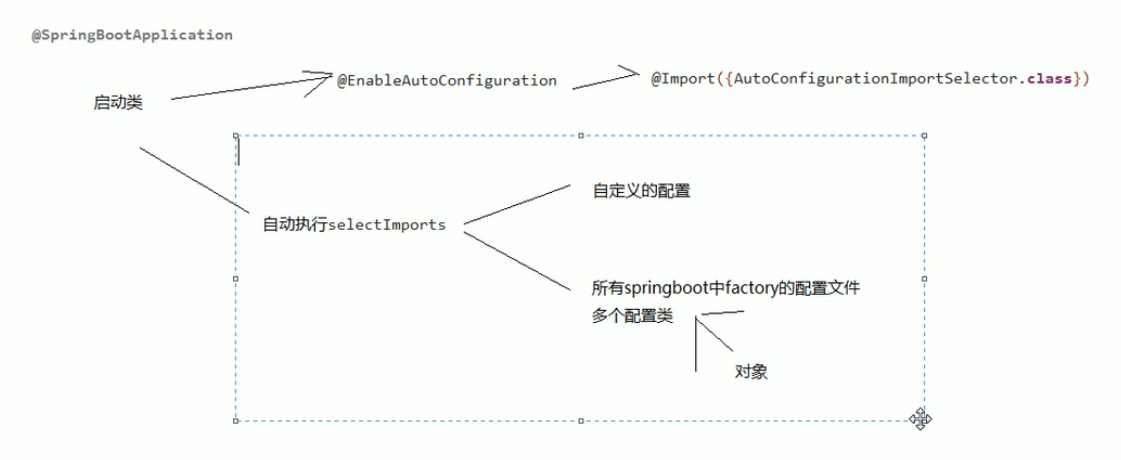 @SpringBootApplication
@EnableAutoConfiguration
@Import({AutoConfigurationImportSelector.class})
启动类
自定义的配置
自动执行selectImports
所有springboot中factory的配置文件
多个配置类
对象